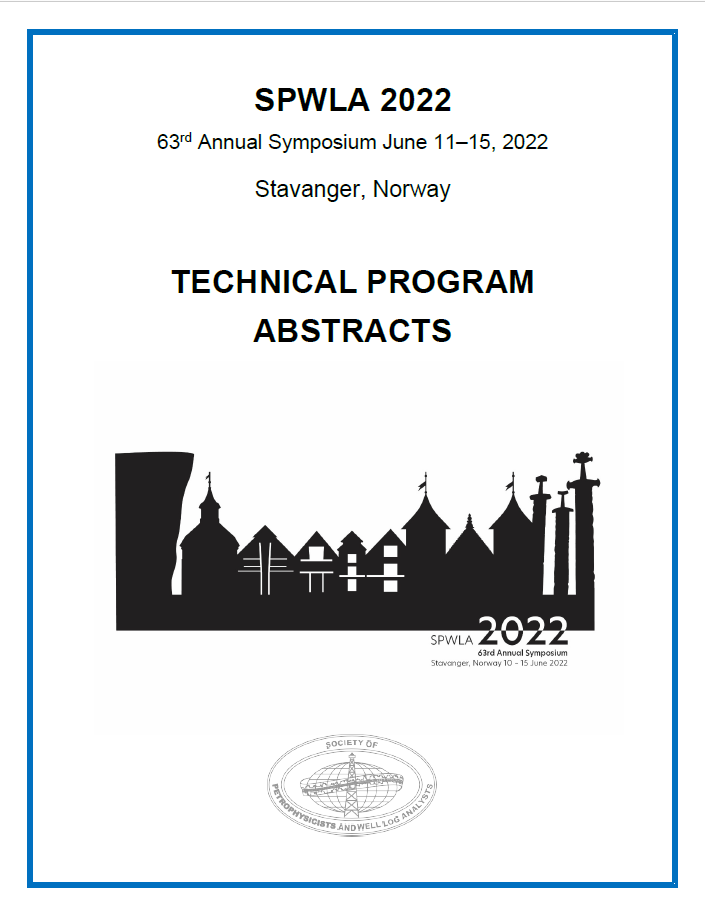 SPWLA 2022
63rd Annual Symposium June 11–15, 2022
Stavanger, Norway
TECHNICAL PROGRAM
ABSTRACTS
SPWLA 2022
63rd Annual Symposium
Stavanger, Norway 10 - 15 June 2022
SOCIETY OF
PETROPHYSICISTS AND WELL LOG ANALYSTS